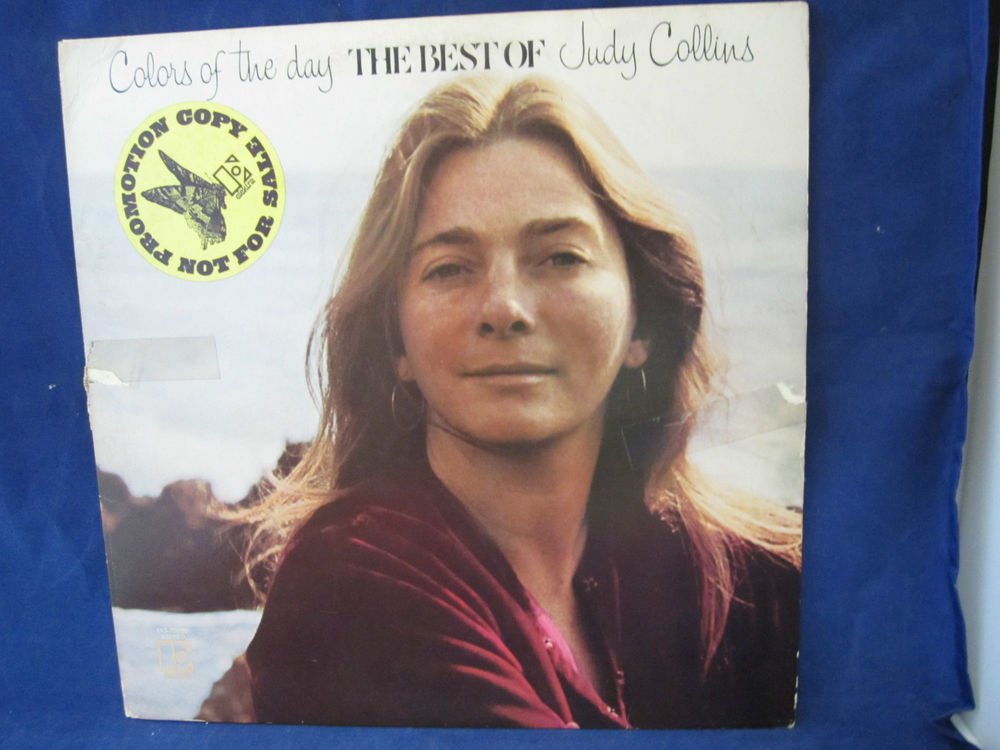 Colors of the day THE BEST OF Judy Collins
PROMOTION COPY NOT FOR SALE